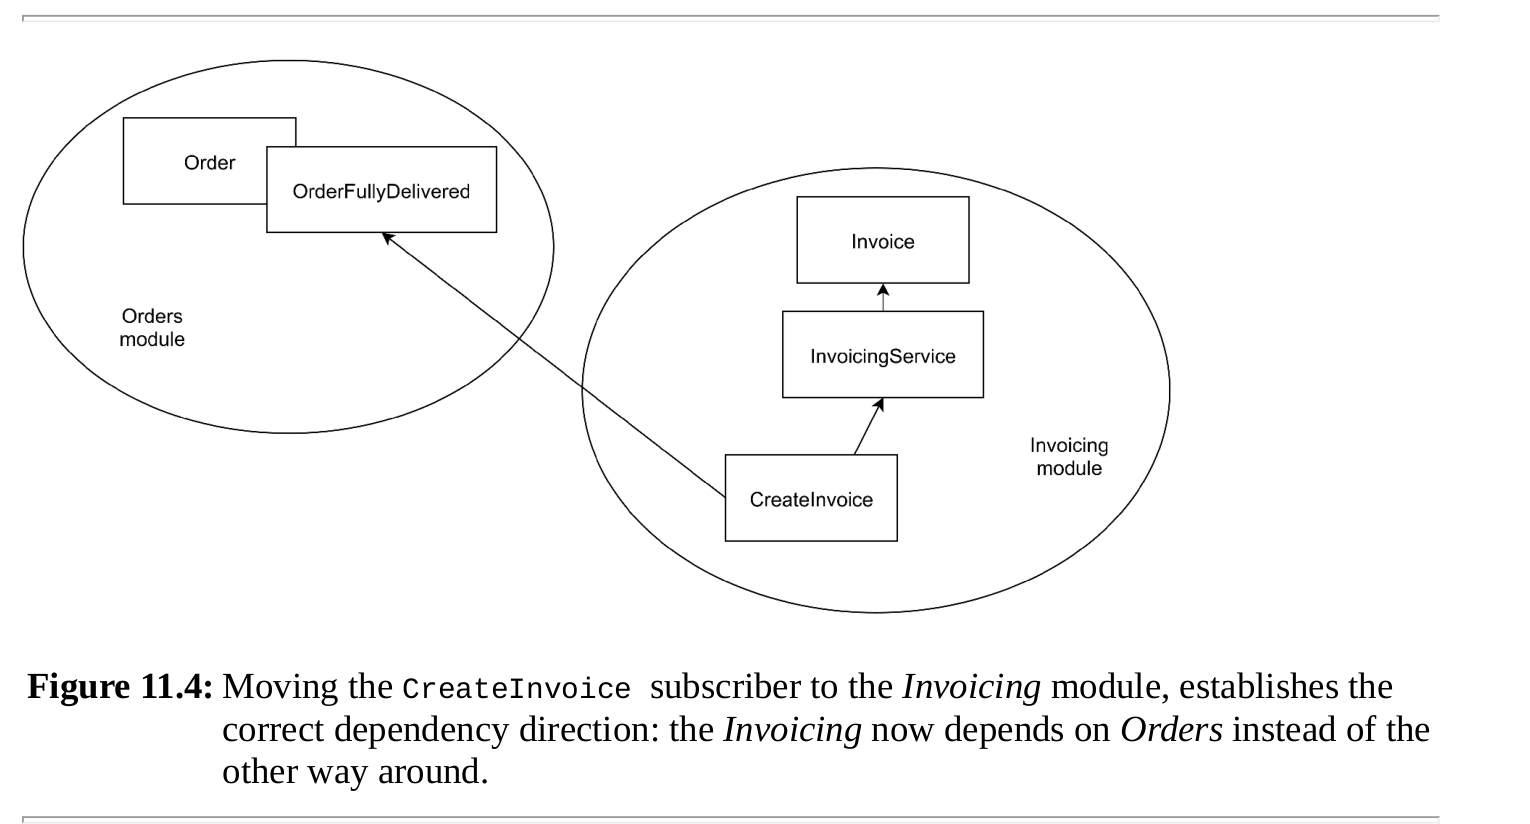 Order
OrderFullyDelivered
Orders
module
Invoice
InvoicingService
CreateInvoice
Invoicing
module
Figure 11.4: Moving the CreateInvoice subscriber to the Invoicing module, establishes the
correct dependency direction: the Invoicing now depends on Orders instead of the
other way around.